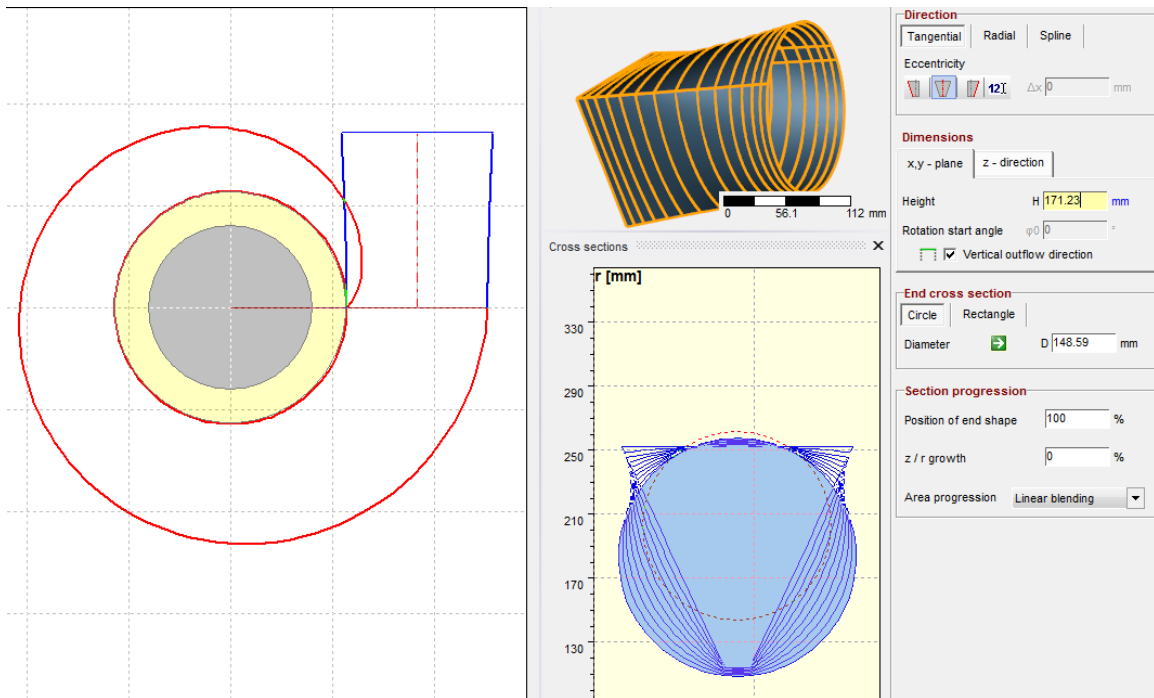 0
56.1
112 mm
Cross sections
r [mm]
330
290
250
210
170
130
Direction
Tangential
Radial
Spline
Eccentricity
12
Δx 0 mm
Dimensions
x,y - plane
z - direction
Height H 171.23 mm
Rotation start angle φ0 0 °
Vertical outflow direction
End cross section
Circle
Rectangle
Diameter D 148.59 mm
Section progression
Position of end shape 100 %
z / r growth 0 %
Area progression Linear blending